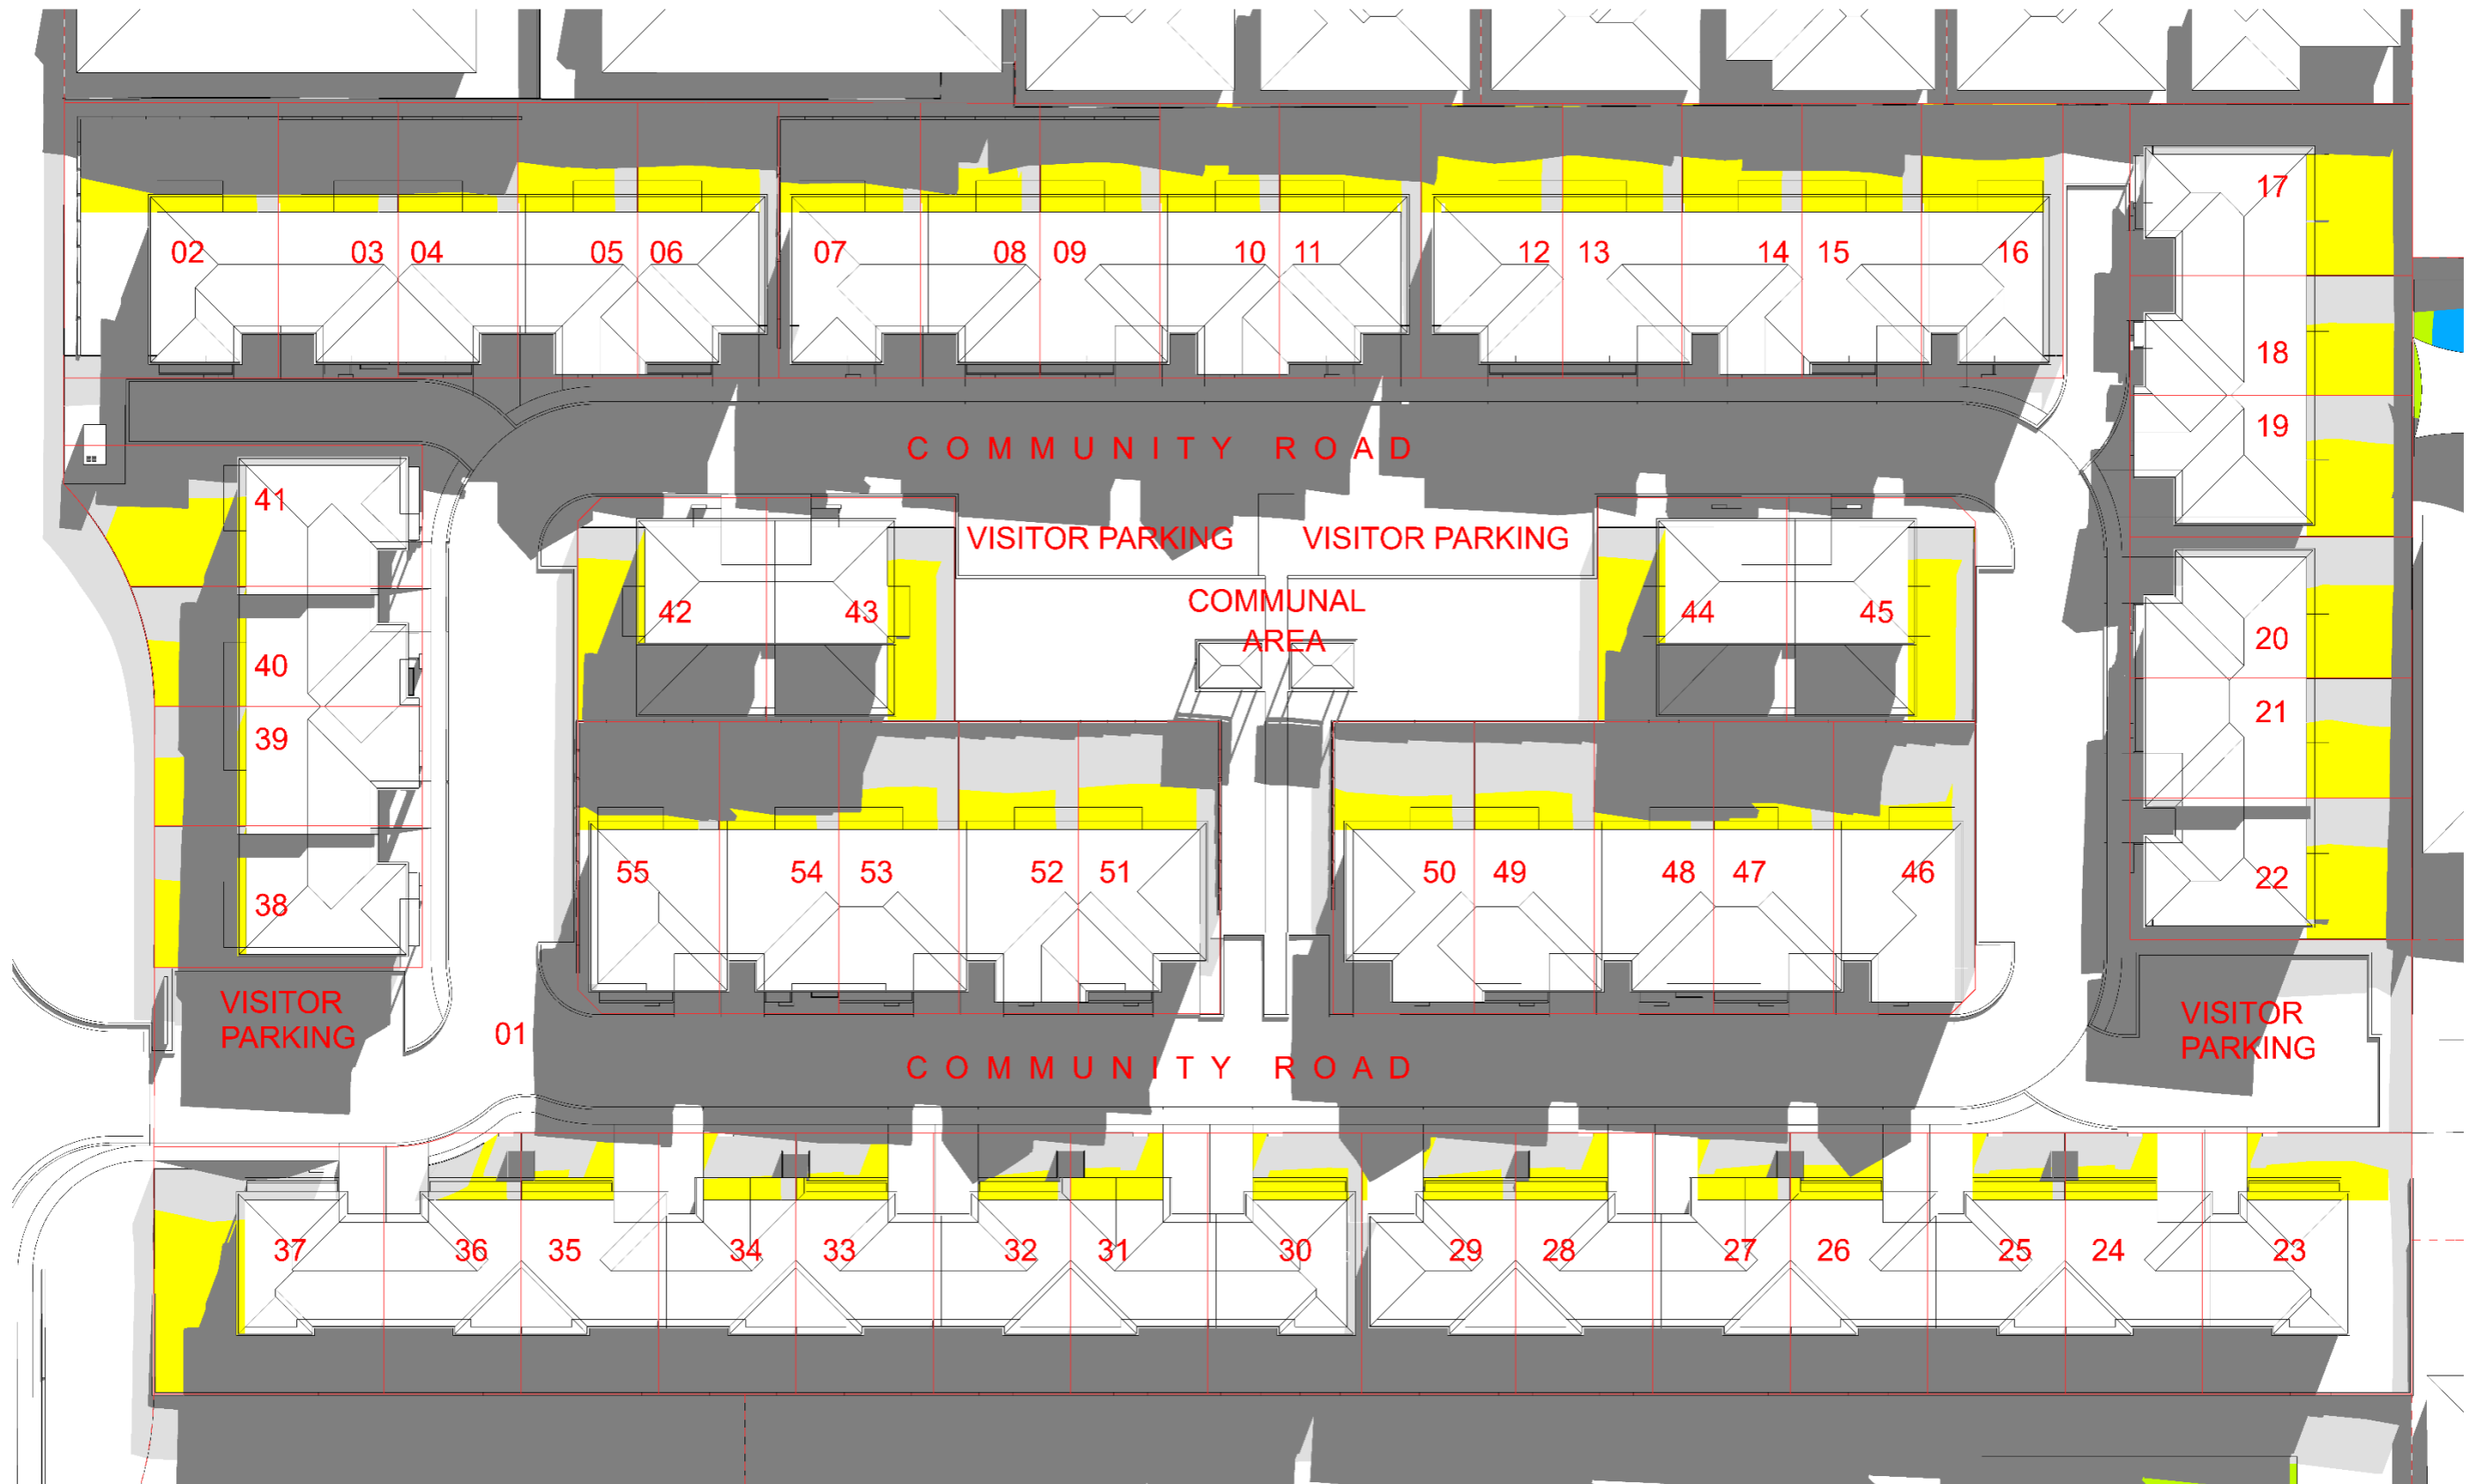 02 03 04 05 06 07 08 09 10 11 12 13 14 15 16 17
18
19
COMMUNITY ROAD
41
VISITOR PARKING VISITOR PARKING
42 43 COMMUNAL 44 45
AREA
40 20
39 21
55 54 53 52 51 50 49 48 47 46 22
38
VISITOR
PARKING
01
VISITOR
PARKING
COMMUNITY ROAD
37 36 35 34 33 32 31 30 29 28 27 26 25 24 23